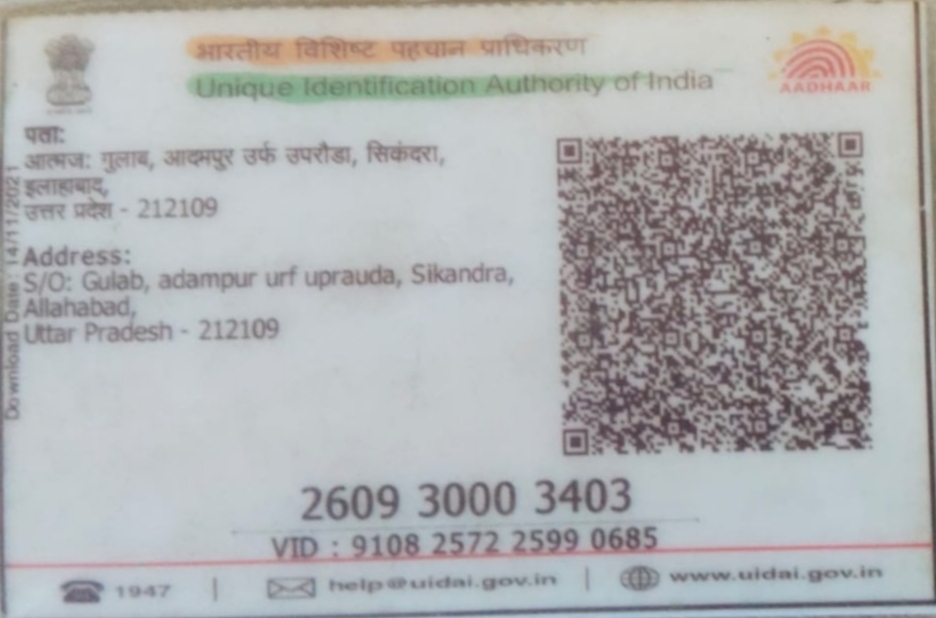 भारतीय विशिष्ट पहचान प्राधिकरण
Unique Identification Authority of India
AADHAAR
पता:
आत्मज: गुलाब, आदमपुर उर्फ उपरौडा, सिकंदरा,
इलाहाबाद,
उत्तर प्रदेश - 212109
Address:
S/O: Gulab, adampur urf uprauda, Sikandra,
Allahabad,
Uttar Pradesh - 212109
Download Date: 14/11/2021
2609 3000 3403
VID : 9108 2572 2599 0685
1947 | help@uidai.gov.in | www.uidai.gov.in